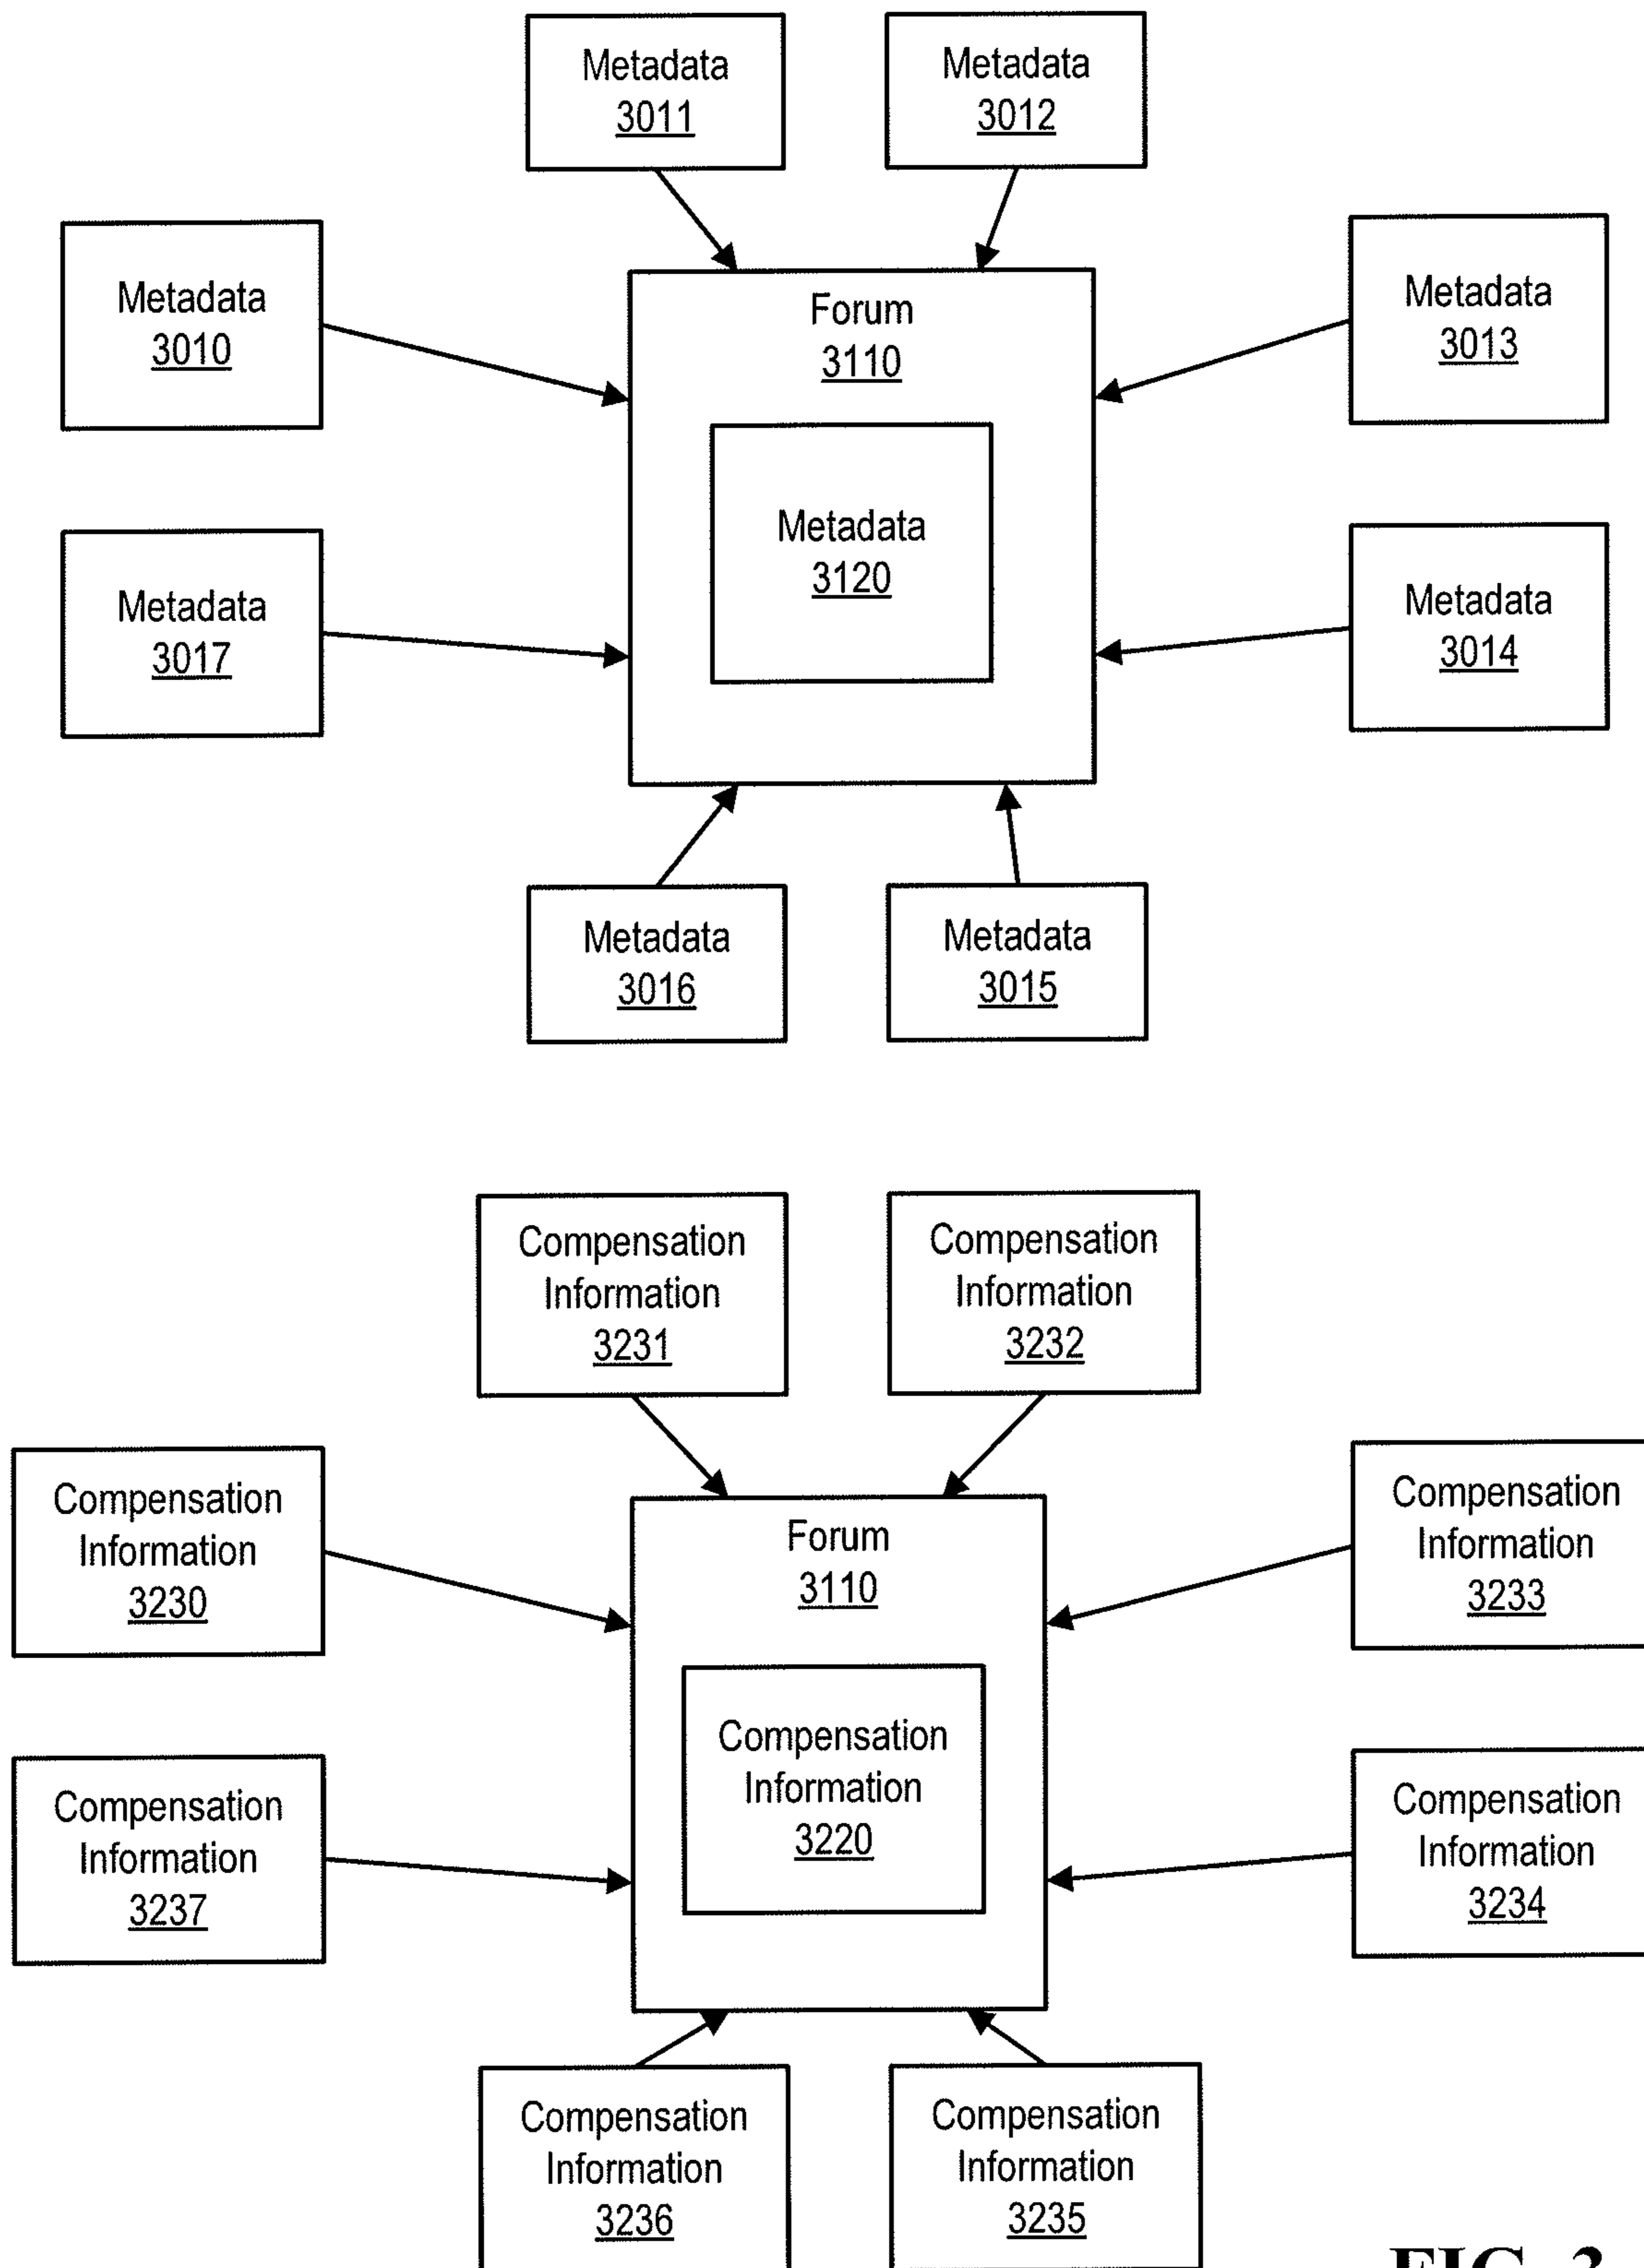 Metadata
3011
Metadata
3012
Metadata
3010
Forum
3110
Metadata
3013
Metadata
3120
Metadata
3017
Metadata
3014
Metadata
3016
Metadata
3015
Compensation
Information
3231
Compensation
Information
3232
Compensation
Information
3230
Forum
3110
Compensation
Information
3233
Compensation
Information
3220
Compensation
Information
3237
Compensation
Information
3234
Compensation
Information
3236
Compensation
Information
3235
FIG. 3